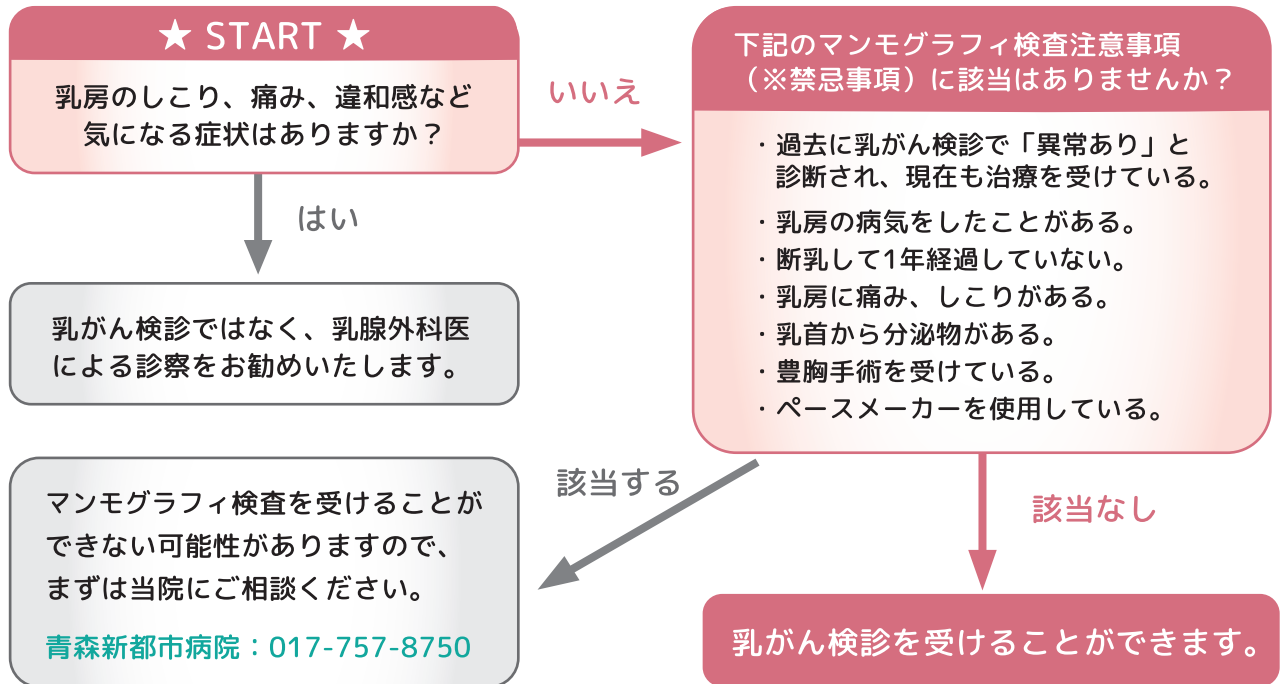 ★ START ★
乳房のしこり、痛み、違和感など
気になる症状はありますか？
いいえ
はい
乳がん検診ではなく、乳腺外科医
による診察をお勧めいたします。
下記のマンモグラフィ検査注意事項
（※禁忌事項）に該当はありませんか？
・過去に乳がん検診で「異常あり」と
診断され、現在も治療を受けている。
・乳房の病気をしたことがある。
・断乳して1年経過していない。
・乳房に痛み、しこりがある。
・乳首から分泌物がある。
・豊胸手術を受けている。
・ペースメーカーを使用している。
該当する
該当なし
マンモグラフィ検査を受けることが
できない可能性がありますので、
まずは当院にご相談ください。
青森新都市病院：017-757-8750
乳がん検診を受けることができます。